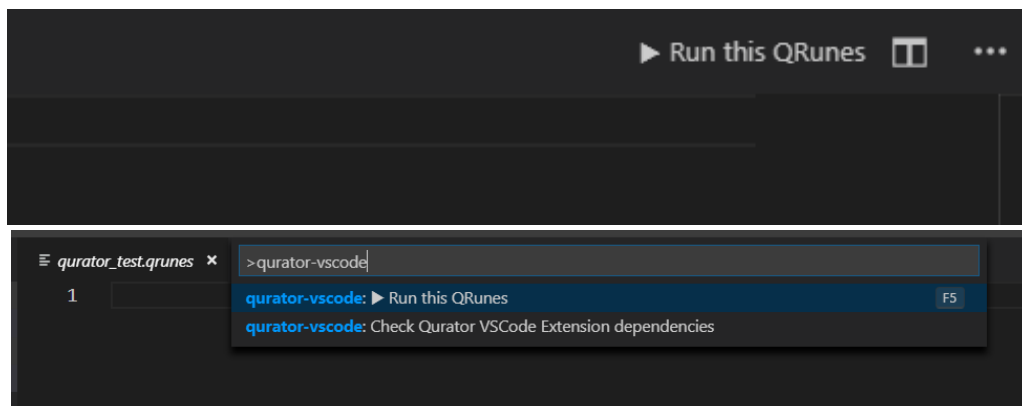 ▶ Run this QRunes •••
qurator_test.qrunes ×
>qurator-vscode
1
qurator-vscode: ▶ Run this QRunes F5
qurator-vscode: Check Qurator VSCode Extension dependencies